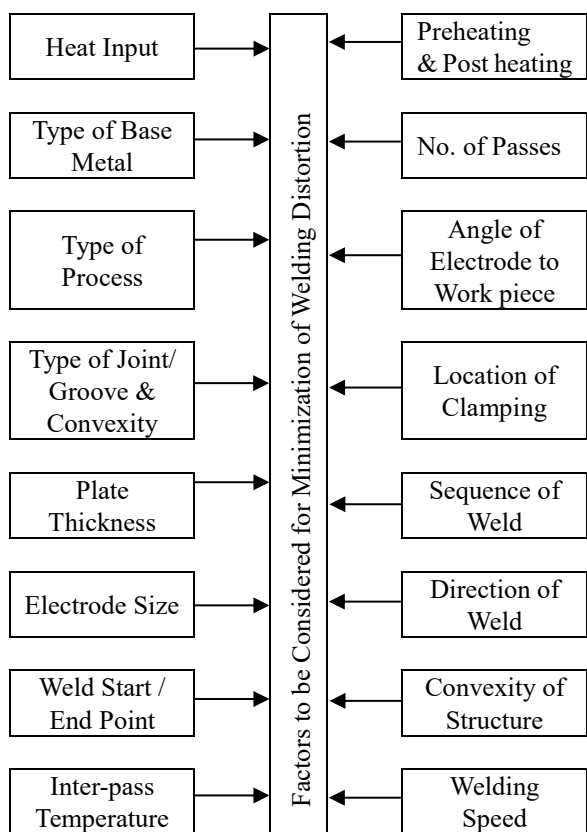 Heat Input
Type of Base
Metal
Type of
Process
Type of Joint/
Groove &
Convexity
Plate
Thickness
Electrode Size
Weld Start /
End Point
Inter-pass
Temperature
Factors to be Considered for Minimization of Welding Distortion
Preheating
& Post heating
No. of Passes
Angle of
Electrode to
Work piece
Location of
Clamping
Sequence of
Weld
Direction of
Weld
Convexity of
Structure
Welding
Speed